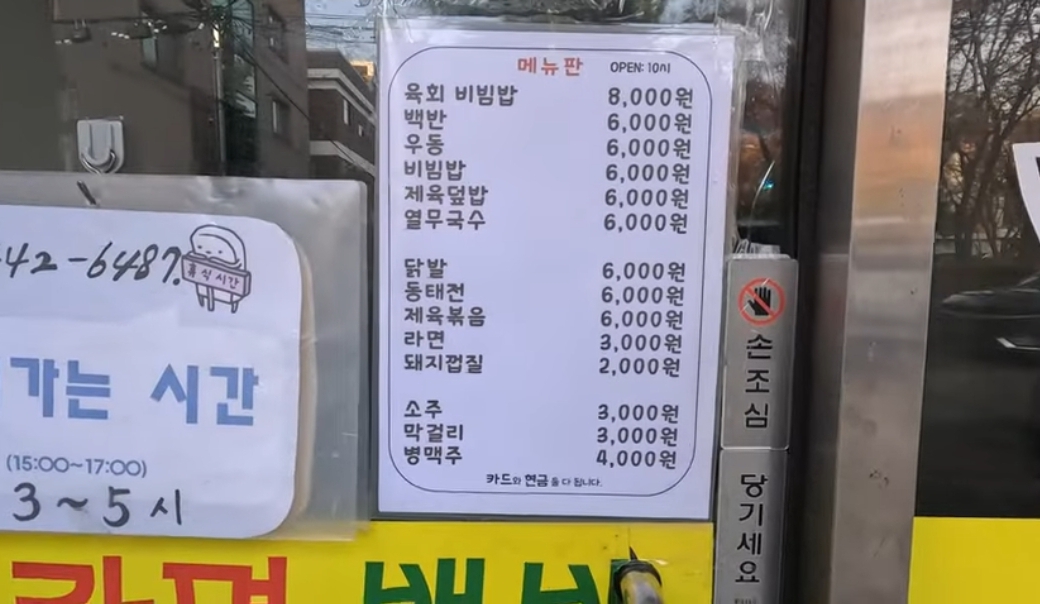 메뉴판 OPEN: 10시
육회 비빔밥 8,000원
백반 6,000원
우동 6,000원
비빔밥 6,000원
제육덮밥 6,000원
열무국수 6,000원
닭발 6,000원
동태전 6,000원
제육볶음 6,000원
라면 3,000원
돼지껍질 2,000원
소주 3,000원
막걸리 3,000원
병맥주 4,000원
카드와 현금 둘 다 됩니다.
42-6487.
휴식시간
가는 시간
(15:00~17:00)
3~5시
손조심
당기세요